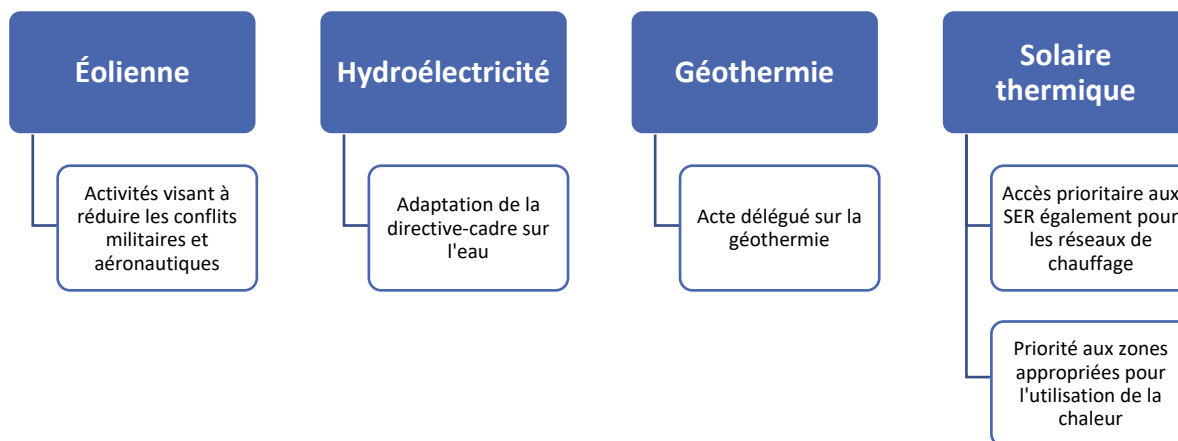 Éolienne
Activités visant à
réduire les conflits
militaires et
aéronautiques
Hydroélectricité
Adaptation de la
directive-cadre sur
l'eau
Géothermie
Acte délégué sur la
géothermie
Solaire
thermique
Accès prioritaire aux
SER également pour
les réseaux de
chauffage
Priorité aux zones
appropriées pour
l'utilisation de la
chaleur